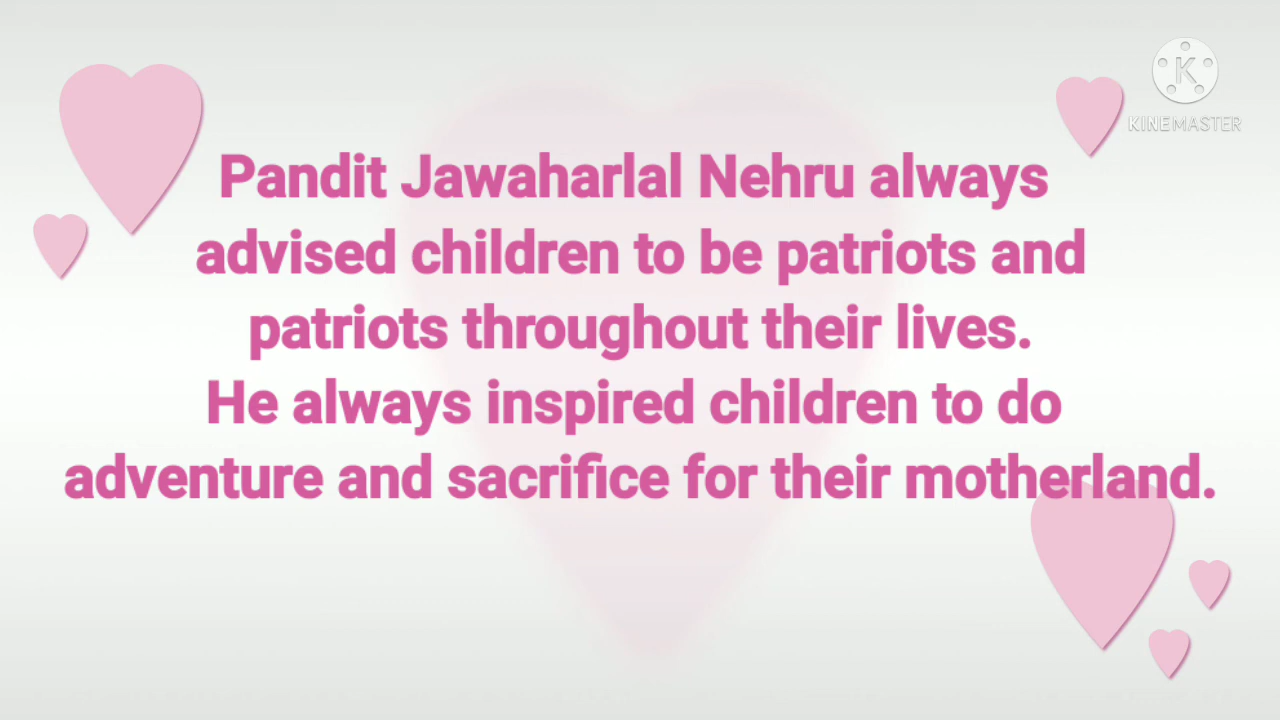 KINEMASTER
Pandit Jawaharlal Nehru always
advised children to be patriots and
patriots throughout their lives.
He always inspired children to do
adventure and sacrifice for their motherland.